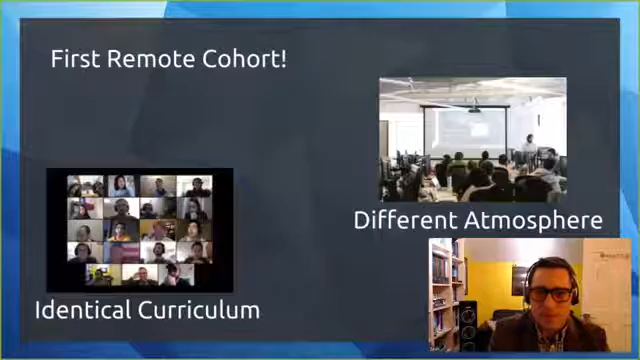 First Remote Cohort!
Different Atmosphere
Identical Curriculum